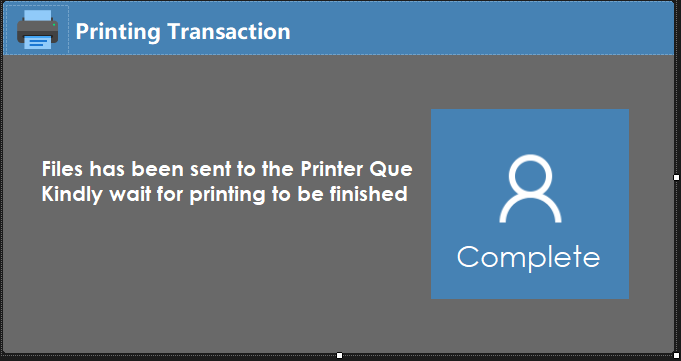 Printing Transaction
Files has been sent to the Printer Que
Kindly wait for printing to be finished
Complete